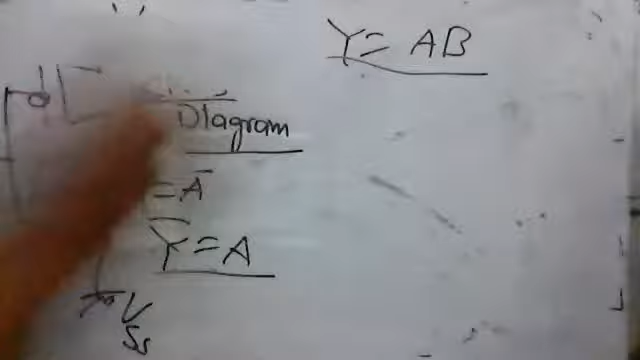 Y = AB
Diagram
= A̅
Y̅ = A
VSS